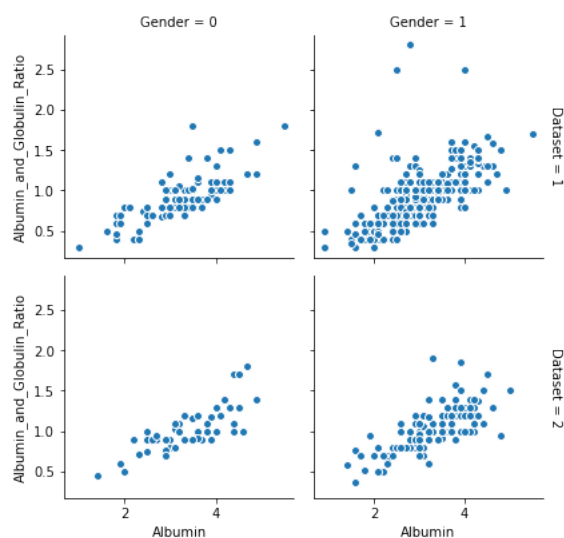 Gender = 0
Gender = 1
Albumin_and_Globulin_Ratio
2.5
2.0
1.5
1.0
0.5
Dataset = 1
Albumin_and_Globulin_Ratio
2.5
2.0
1.5
1.0
0.5
Dataset = 2
2
4
2
4
Albumin
Albumin